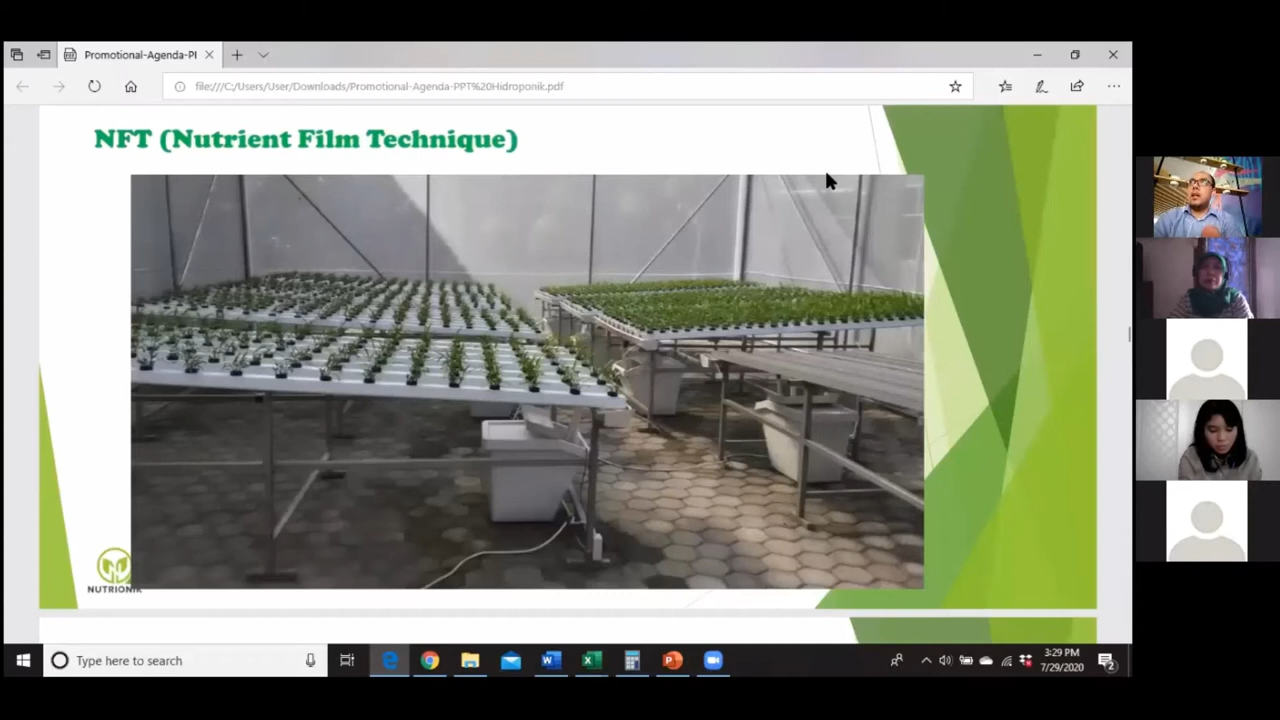 Promotional-Agenda-PI
file:///C:/Users/User/Downloads/Promotional-Agenda-PPT%20Hidroponik.pdf
NFT (Nutrient Film Technique)
NUTRIONIK
Type here to search
3:29 PM
7/29/2020
2